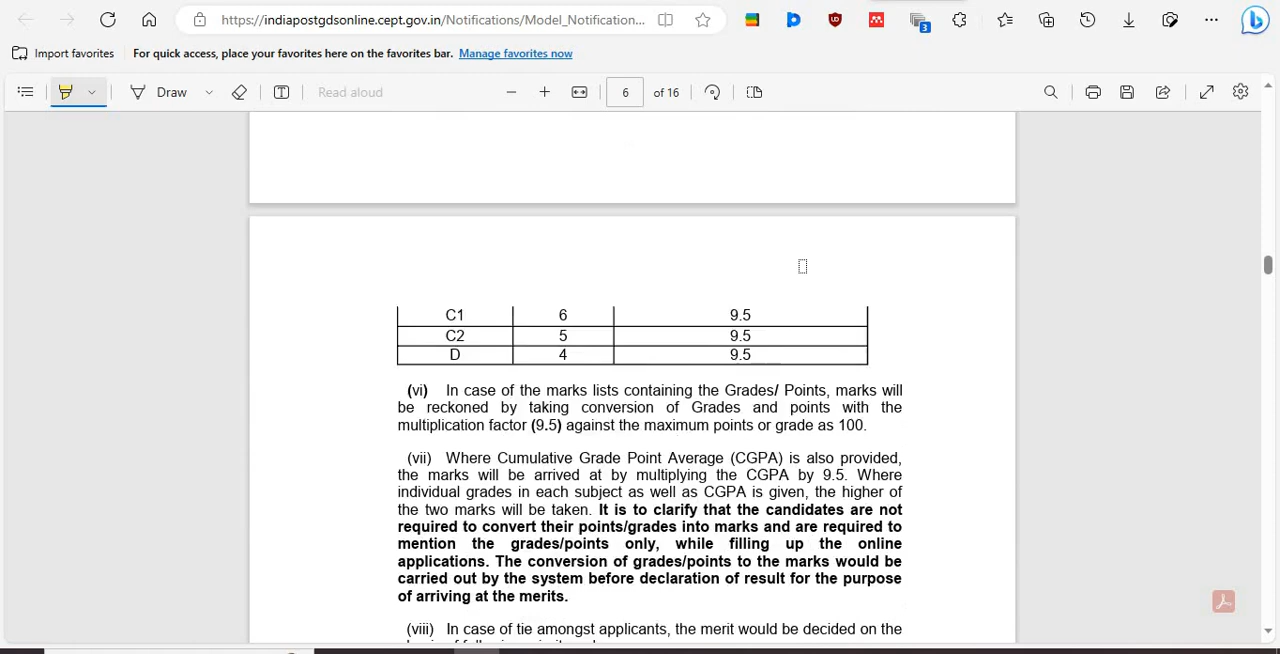 https://indiapostgdsonline.cept.gov.in/Notifications/Model_Notification...
3
Import favorites For quick access, place your favorites here on the favorites bar. Manage favorites now
Draw Read aloud 6 of 16
C1 6 9.5
C2 5 9.5
D 4 9.5
(vi) In case of the marks lists containing the Grades/ Points, marks will
be reckoned by taking conversion of Grades and points with the
multiplication factor (9.5) against the maximum points or grade as 100.
(vii) Where Cumulative Grade Point Average (CGPA) is also provided,
the marks will be arrived at by multiplying the CGPA by 9.5. Where
individual grades in each subject as well as CGPA is given, the higher of
the two marks will be taken. It is to clarify that the candidates are not
required to convert their points/grades into marks and are required to
mention the grades/points only, while filling up the online
applications. The conversion of grades/points to the marks would be
carried out by the system before declaration of result for the purpose
of arriving at the merits.
(viii) In case of tie amongst applicants, the merit would be decided on the